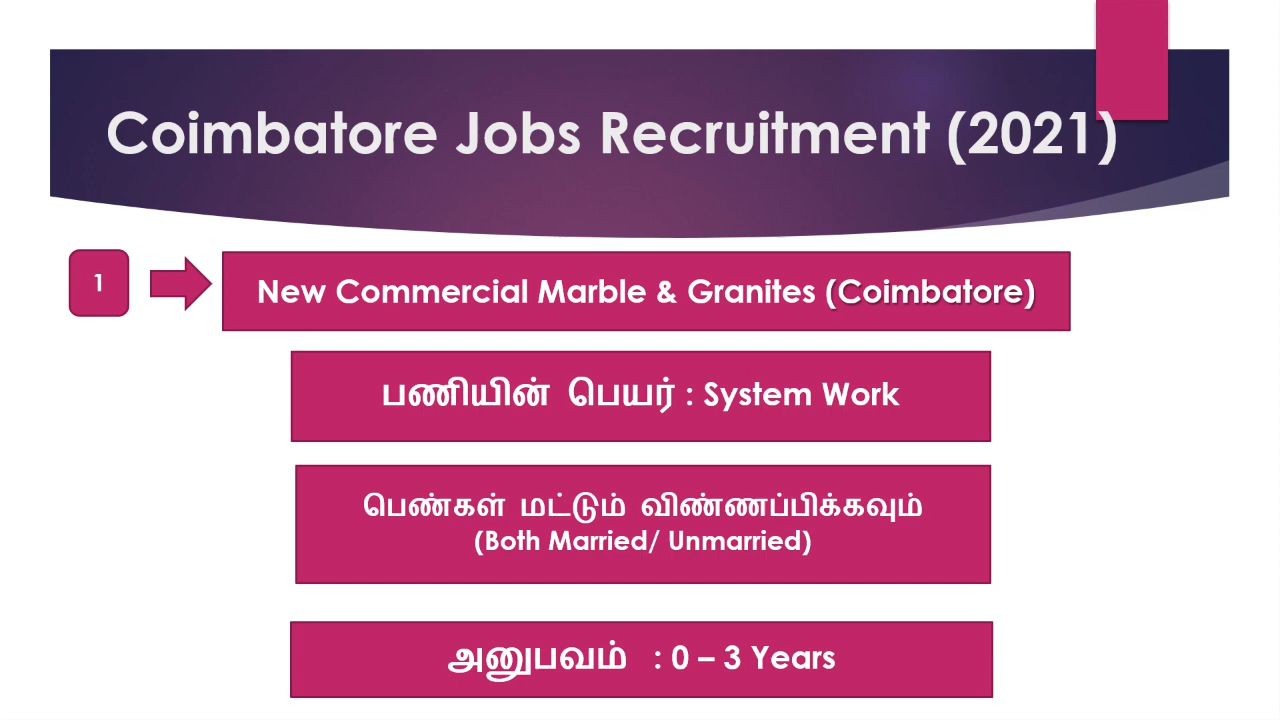 Coimbatore Jobs Recruitment (2021)
1
New Commercial Marble & Granites (Coimbatore)
பணியின் பெயர் : System Work
பெண்கள் மட்டும் விண்ணப்பிக்கவும்
(Both Married/ Unmarried)
அனுபவம் : 0 – 3 Years